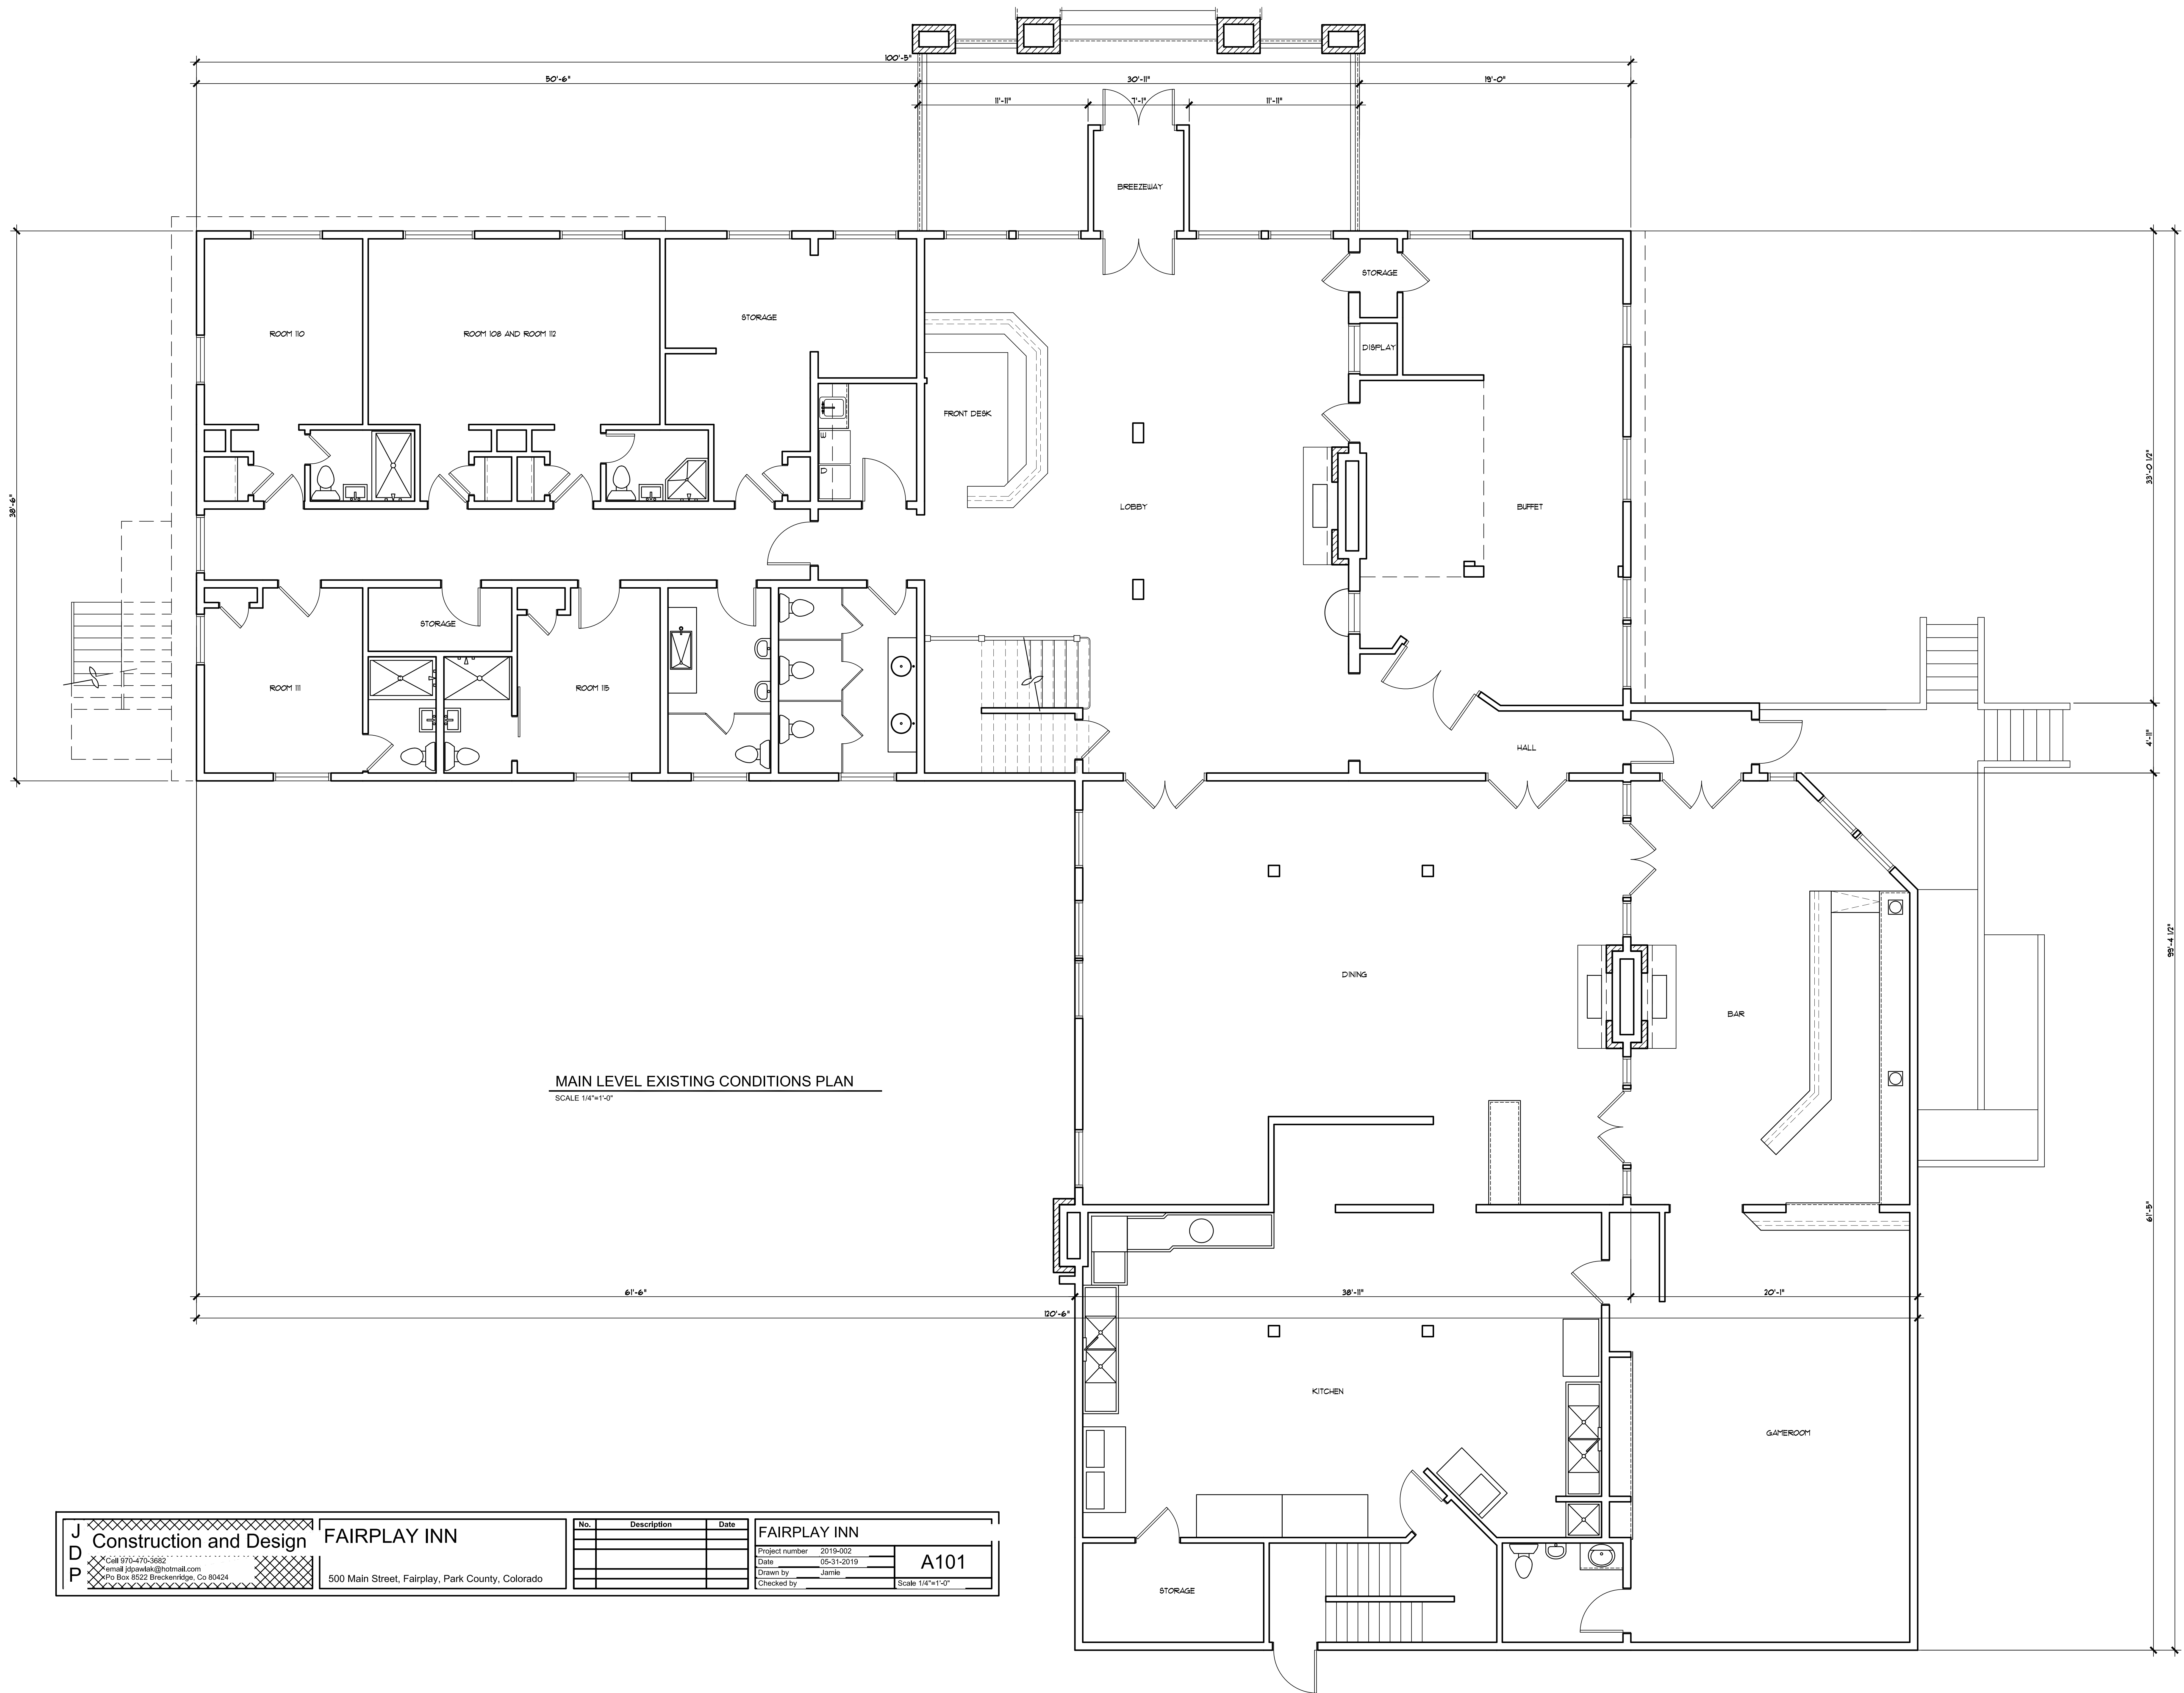 100'-5"
50'-6"
30'-11"
19'-0"
11'-11"
7'-1"
11'-11"
BREEZEWAY
STORAGE
STORAGE
ROOM 110
ROOM 108 AND ROOM 112
DISPLAY
FRONT DESK
W
D
38'-6"
33'-0 1/2"
LOBBY
BUFFET
STORAGE
ROOM 111
ROOM 115
HALL
4'-11"
99'-4 1/2"
DINING
BAR
MAIN LEVEL EXISTING CONDITIONS PLAN
SCALE 1/4"=1'-0"
61'-5"
61'-6"
38'-11"
20'-1"
120'-6"
KITCHEN
GAMEROOM
STORAGE
J
D
P
Construction and Design
Cell 970-470-3682
email jdpawlak@hotmail.com
Po Box 8522 Breckenridge, Co 80424
FAIRPLAY INN
500 Main Street, Fairplay, Park County, Colorado
No. Description Date
FAIRPLAY INN
Project number 2019-002
Date 05-31-2019
Drawn by Jamie
Checked by
A101
Scale 1/4"=1'-0"